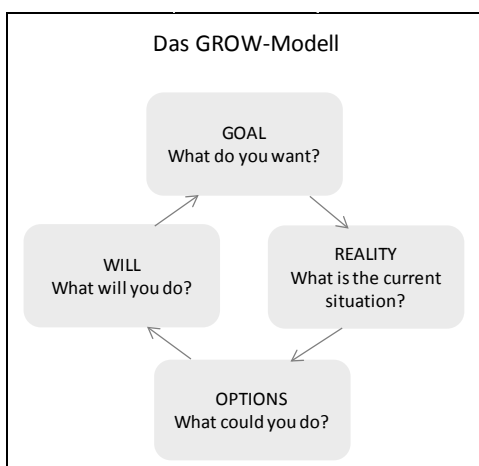 Das GROW-Modell
GOAL
What do you want?
REALITY
What is the current
situation?
OPTIONS
What could you do?
WILL
What will you do?